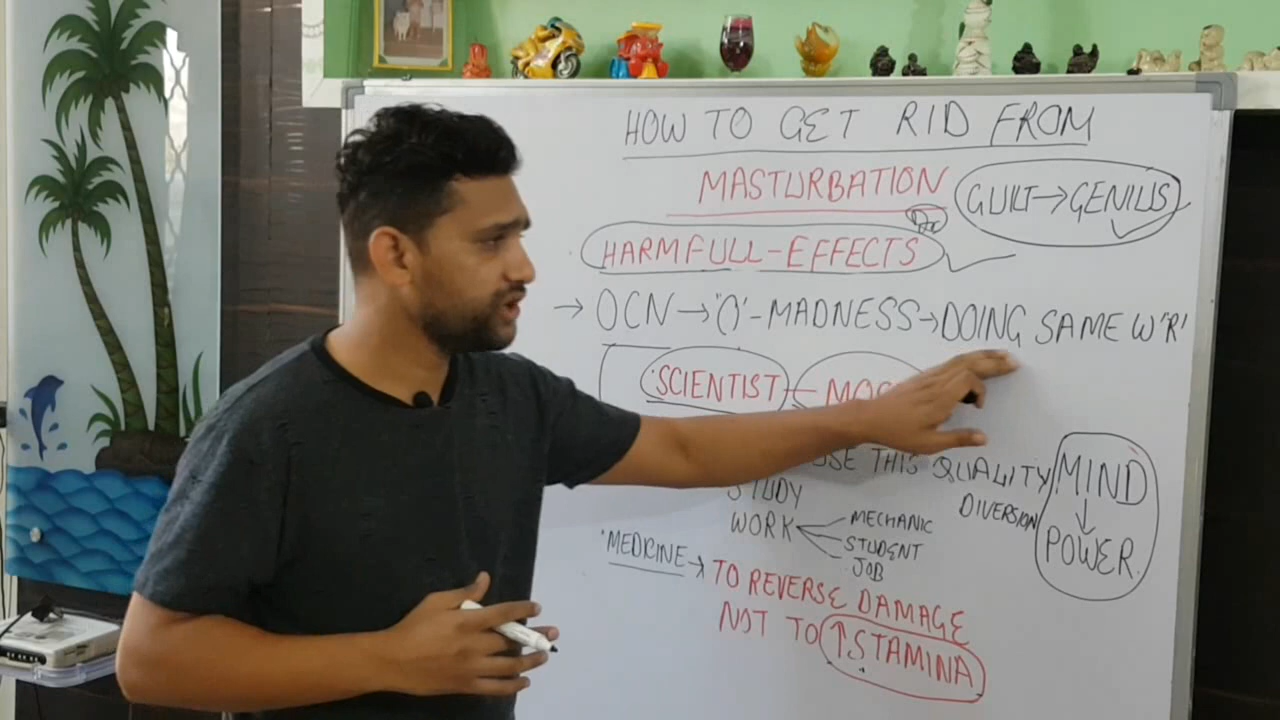 HOW TO GET RID FROM
MASTURBATION
GUILT→GENIUS
HARMFULL-EFFECTS
→ OCN → 'O'-MADNESS→DOING SAME W'R'
SCIENTIST
THIS QUALITY
STUDY
DIVERSION
MIND
↓
POWER
WORK
MECHANIC
STUDENT
JOB
'MEDICINE → TO REVERSE DAMAGE
NOT TO ↑STAMINA